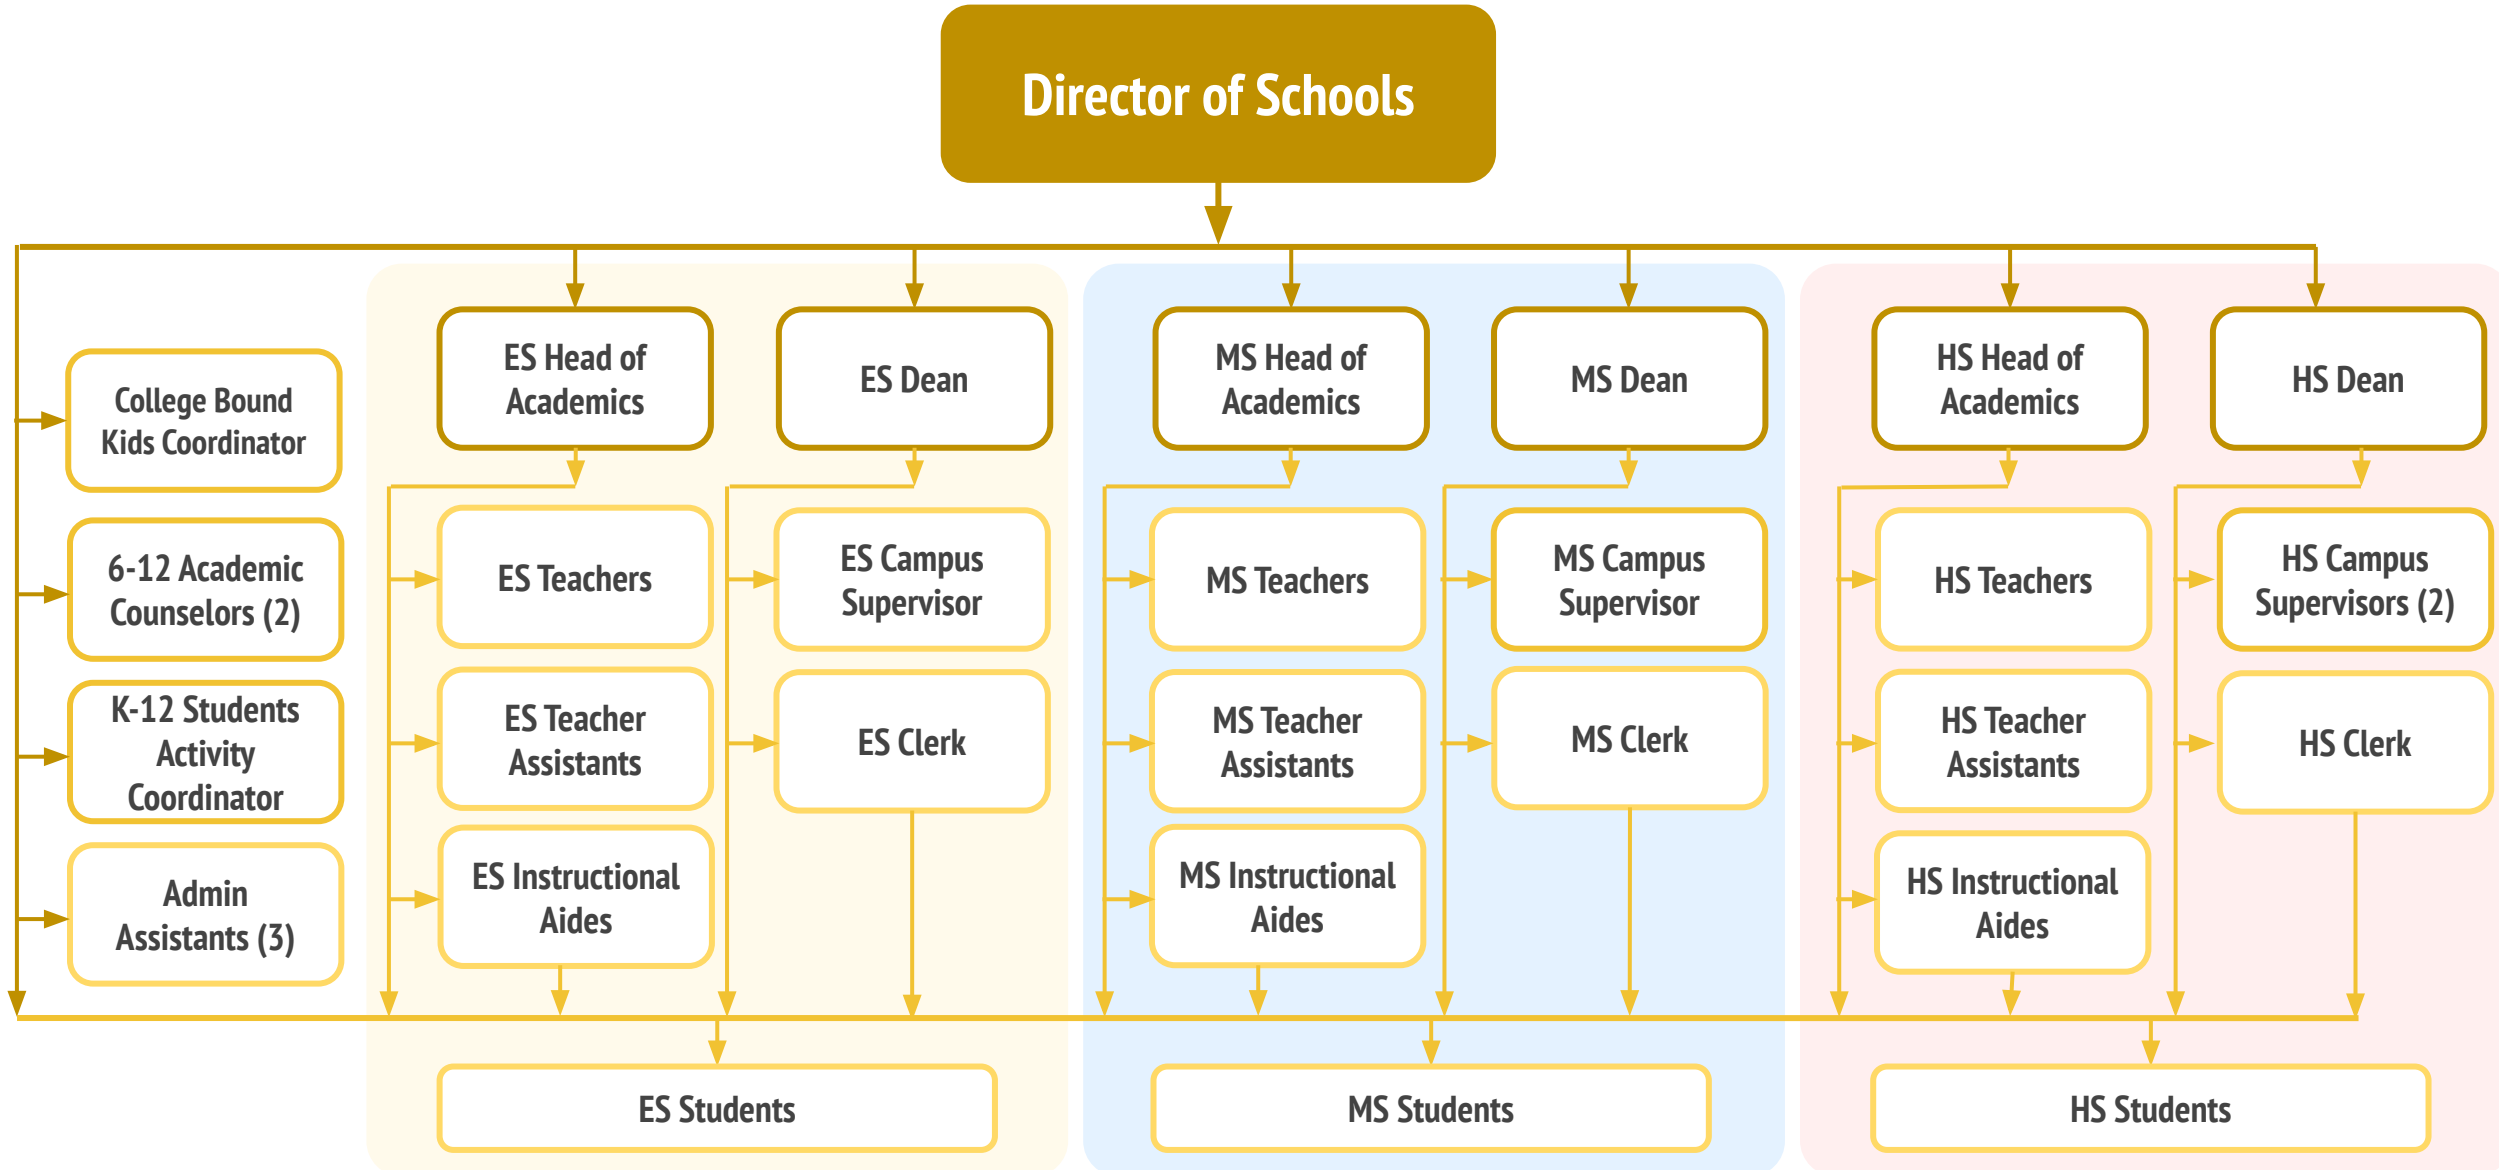 Director of Schools
College Bound
Kids Coordinator
6-12 Academic
Counselors (2)
K-12 Students
Activity
Coordinator
Admin
Assistants (3)
ES Head of
Academics
ES Dean
ES Teachers
ES Campus
Supervisor
ES Teacher
Assistants
ES Clerk
ES Instructional
Aides
ES Students
MS Head of
Academics
MS Dean
MS Teachers
MS Campus
Supervisor
MS Teacher
Assistants
MS Clerk
MS Instructional
Aides
MS Students
HS Head of
Academics
HS Dean
HS Teachers
HS Campus
Supervisors (2)
HS Teacher
Assistants
HS Clerk
HS Instructional
Aides
HS Students